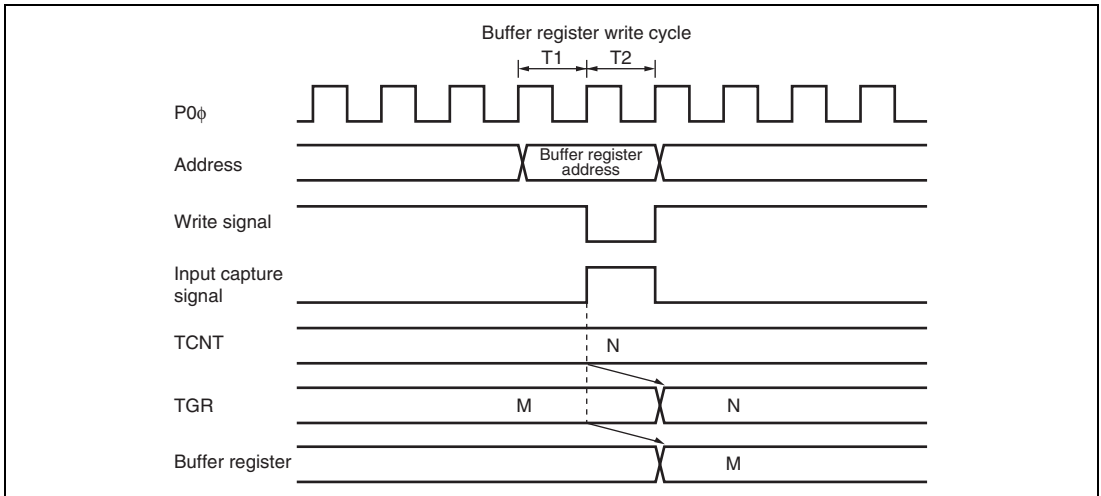 Buffer register write cycle
T1 T2
P0ϕ
Address
Buffer register
address
Write signal
Input capture
signal
TCNT
N
TGR
M N
Buffer register
M